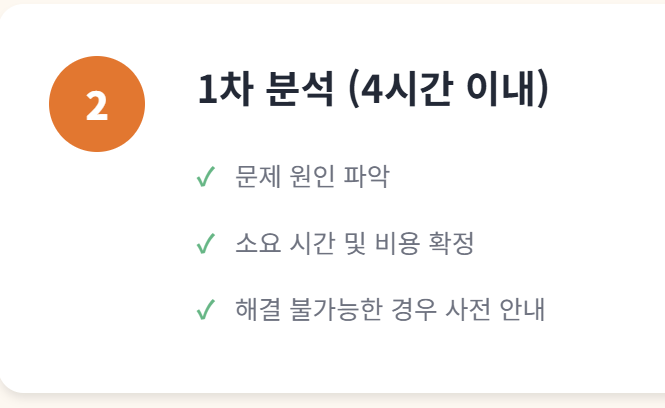 2
1차 분석 (4시간 이내)
✓ 문제 원인 파악
✓ 소요 시간 및 비용 확정
✓ 해결 불가능한 경우 사전 안내